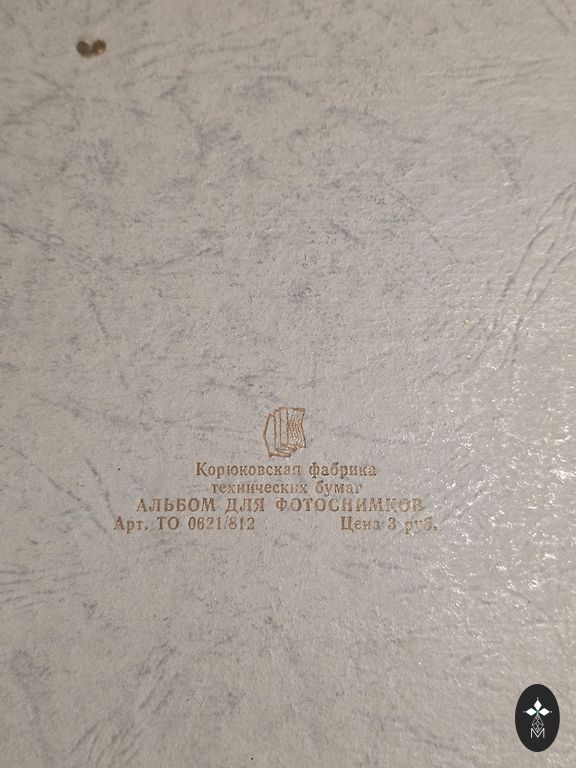 Корюковская фабрика
технических бумаг
АЛЬБОМ ДЛЯ ФОТОСНИМКОВ
Арт. ТО 0621/812 Цена 3 руб.